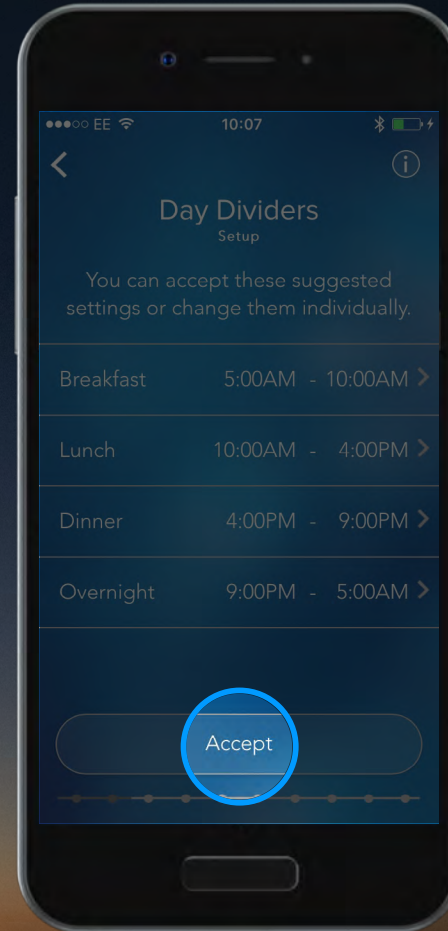 EE 10:07
Day Dividers
Setup
You can accept these suggested
settings or change them individually.
Breakfast 5:00AM - 10:00AM
Lunch 10:00AM - 4:00PM
Dinner 4:00PM - 9:00PM
Overnight 9:00PM - 5:00AM
Accept